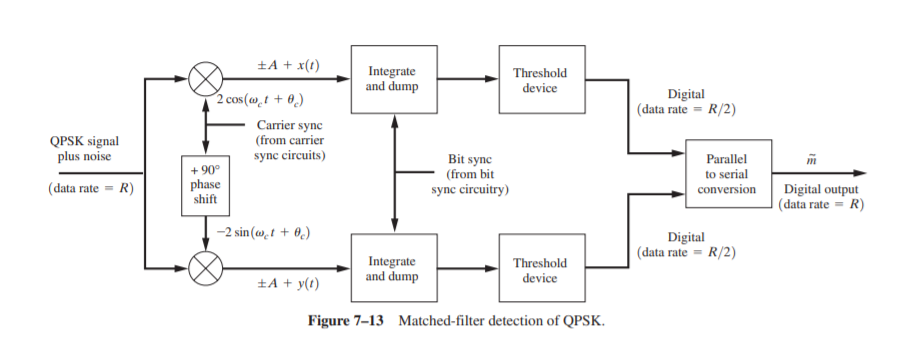 ±A + x(t)
Integrate
and dump
Threshold
device
2 cos(ω_c t + θ_c)
Digital
(data rate = R/2)
Carrier sync
(from carrier
sync circuits)
QPSK signal
plus noise
(data rate = R)
+ 90°
phase
shift
Bit sync
(from bit
sync circuitry)
Parallel
to serial
conversion
m̃
Digital output
(data rate = R)
−2 sin(ω_c t + θ_c)
Digital
(data rate = R/2)
Integrate
and dump
Threshold
device
±A + y(t)
Figure 7–13 Matched-filter detection of QPSK.